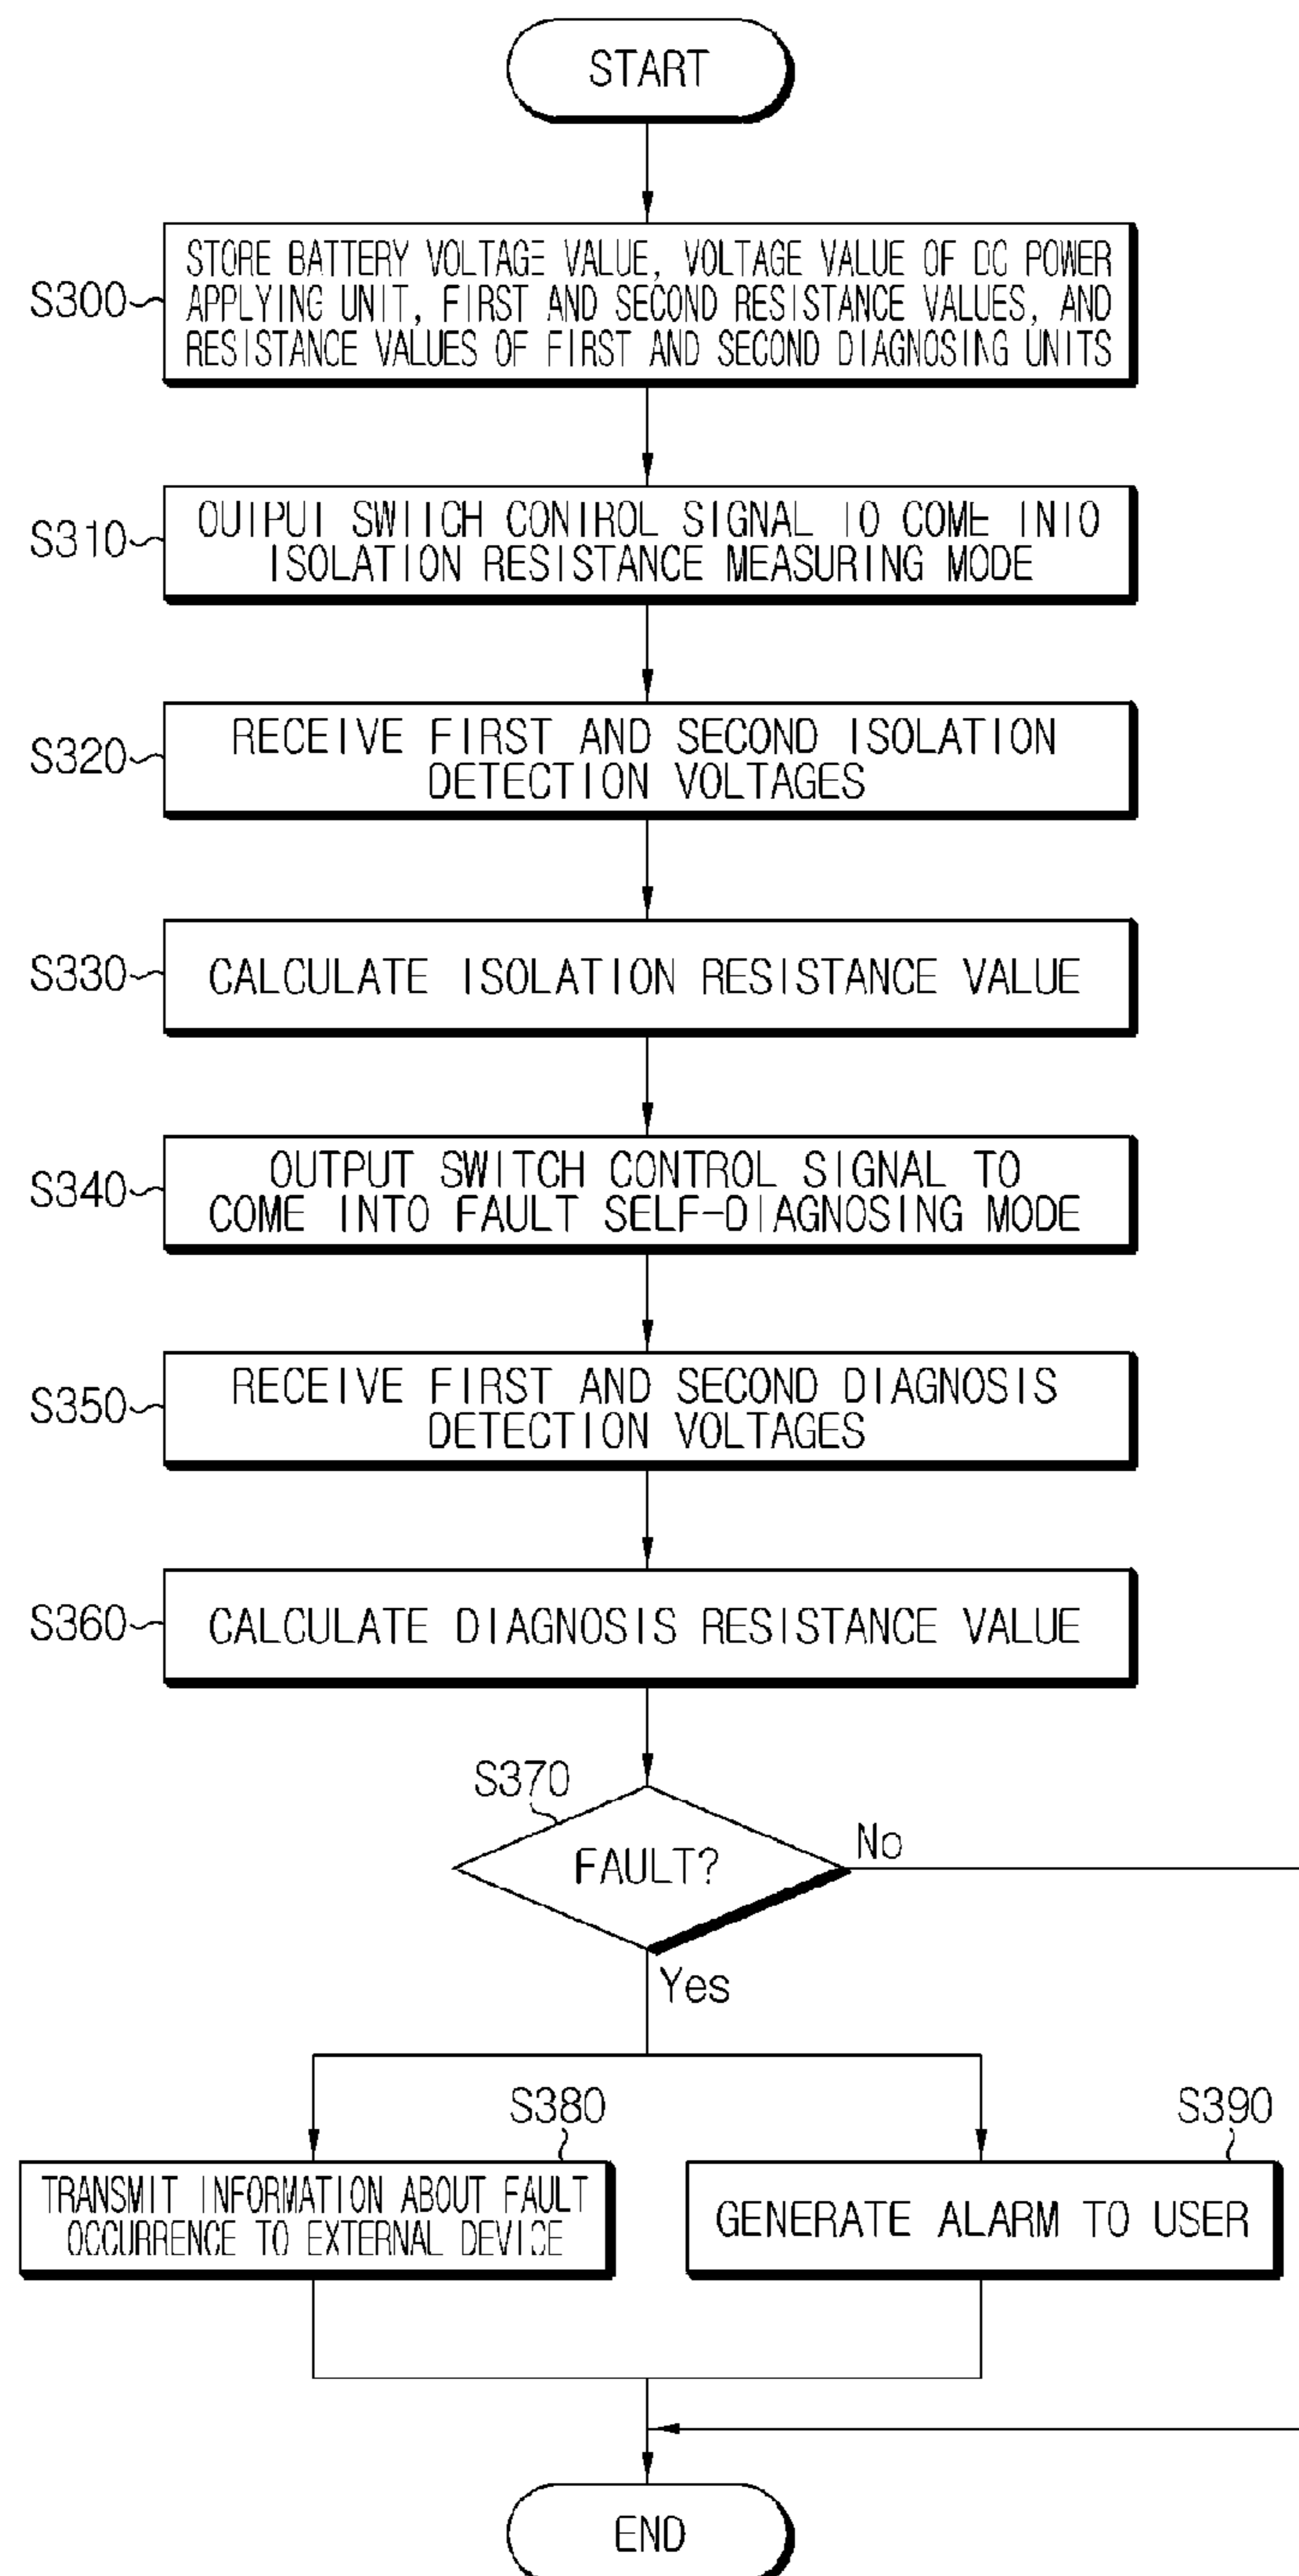 START
S300
STORE BATTERY VOLTAGE VALUE, VOLTAGE VALUE OF DC POWER
APPLYING UNIT, FIRST AND SECOND RESISTANCE VALUES, AND
RESISTANCE VALUES OF FIRST AND SECOND DIAGNOSING UNITS
S310
OUTPUT SWITCH CONTROL SIGNAL TO COME INTO
ISOLATION RESISTANCE MEASURING MODE
S320
RECEIVE FIRST AND SECOND ISOLATION
DETECTION VOLTAGES
S330
CALCULATE ISOLATION RESISTANCE VALUE
S340
OUTPUT SWITCH CONTROL SIGNAL TO
COME INTO FAULT SELF-DIAGNOSING MODE
S350
RECEIVE FIRST AND SECOND DIAGNOSIS
DETECTION VOLTAGES
S360
CALCULATE DIAGNOSIS RESISTANCE VALUE
S370
FAULT?
No
Yes
S380
TRANSMIT INFORMATION ABOUT FAULT
OCCURRENCE TO EXTERNAL DEVICE
S390
GENERATE ALARM TO USER
END